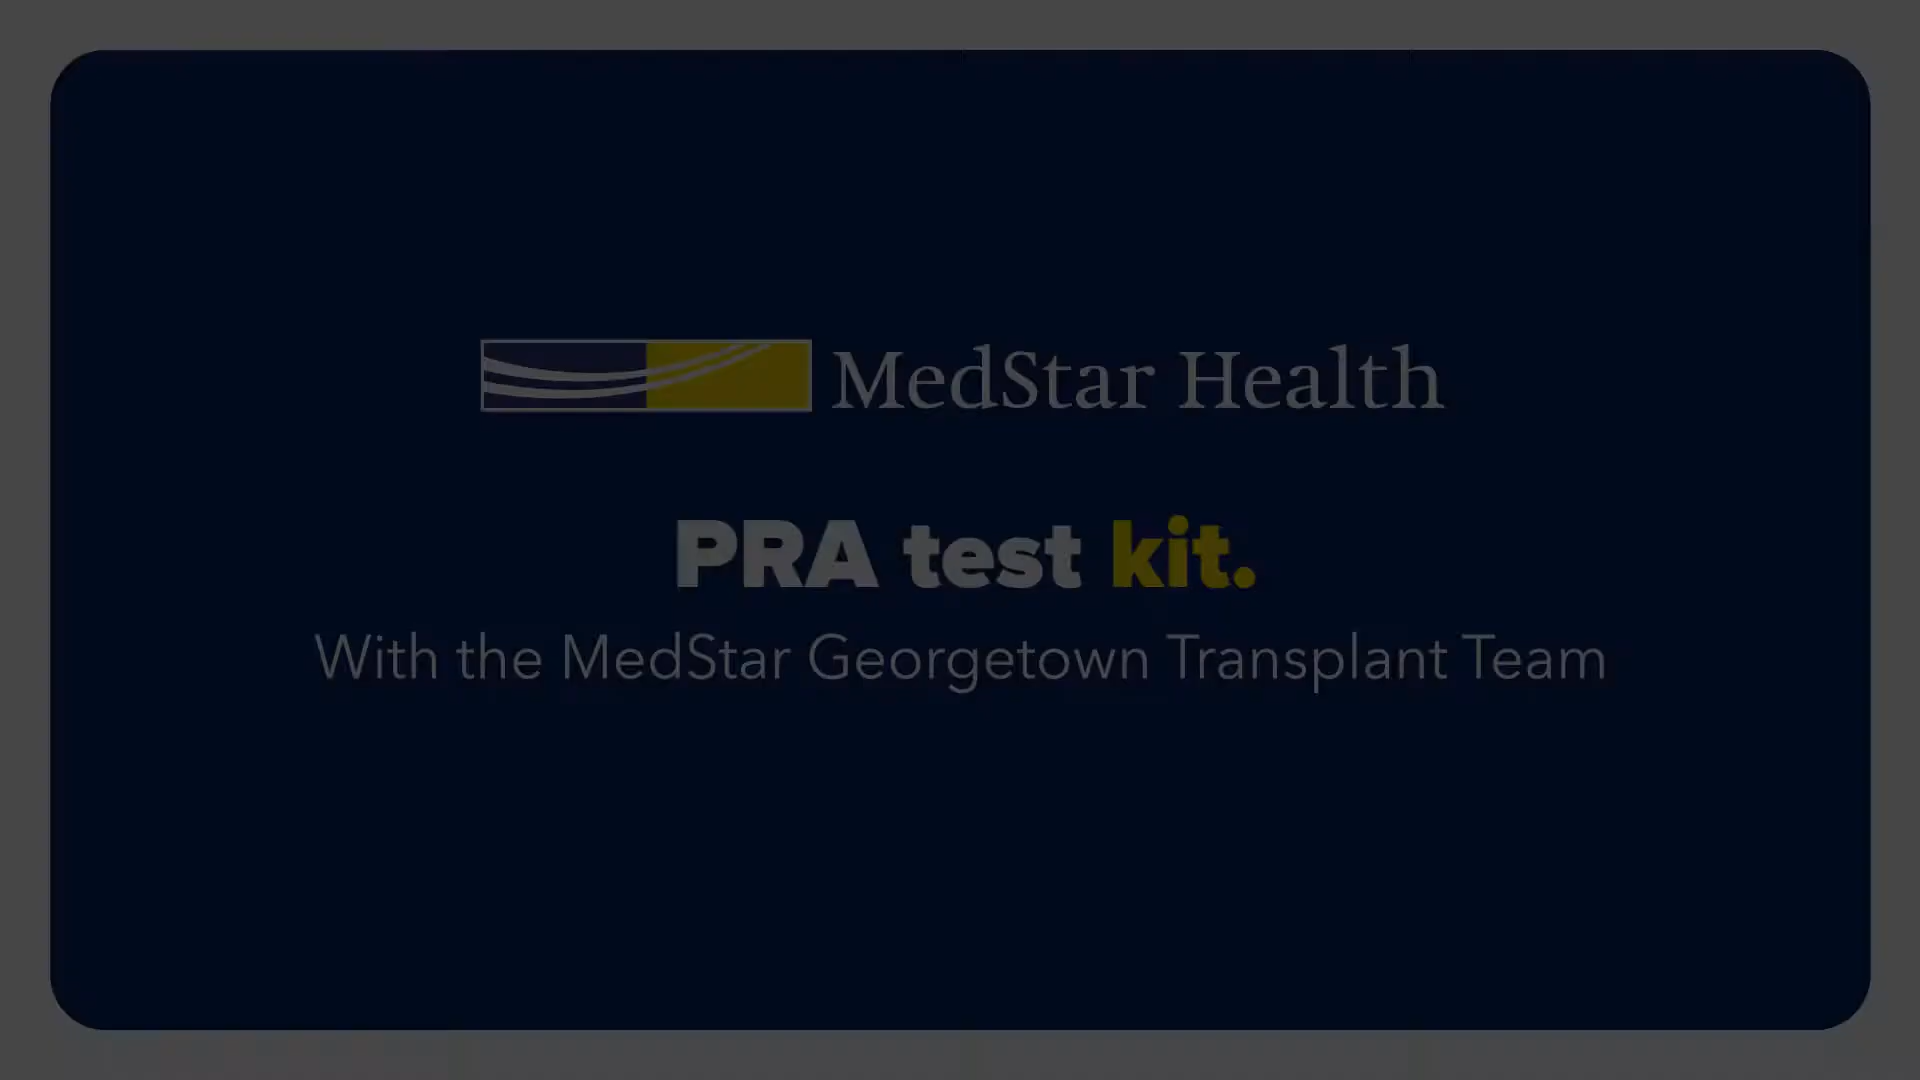 MedStar Health
PRA test kit.
With the MedStar Georgetown Transplant Team